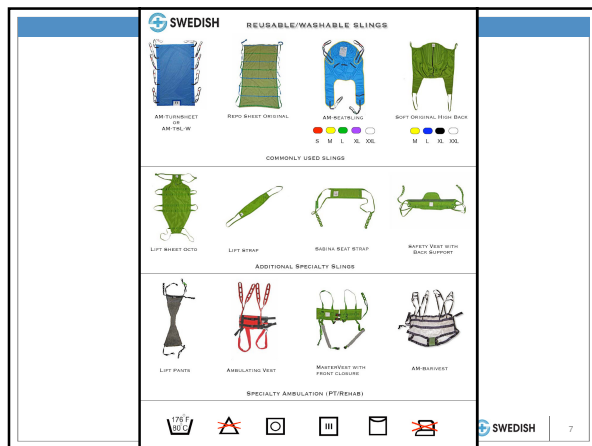 SWEDISH
REUSABLE/WASHABLE SLINGS
AM-TURNSHEET
OR
AM-TSL-W
REPO SHEET ORIGINAL
AM-SEATSLING
SOFT ORIGINAL HIGH BACK
S M L XL XXL
M L XL XXL
COMMONLY USED SLINGS
LIFT SHEET OCTO
LIFT STRAP
SABINA SEAT STRAP
SAFETY VEST WITH
BACK SUPPORT
ADDITIONAL SPECIALTY SLINGS
LIFT PANTS
AMBULATING VEST
MASTERVEST WITH
FRONT CLOSURE
AM-BARIVEST
SPECIALTY AMBULATION (PT/REHAB)
176°F
80°C
SWEDISH
7